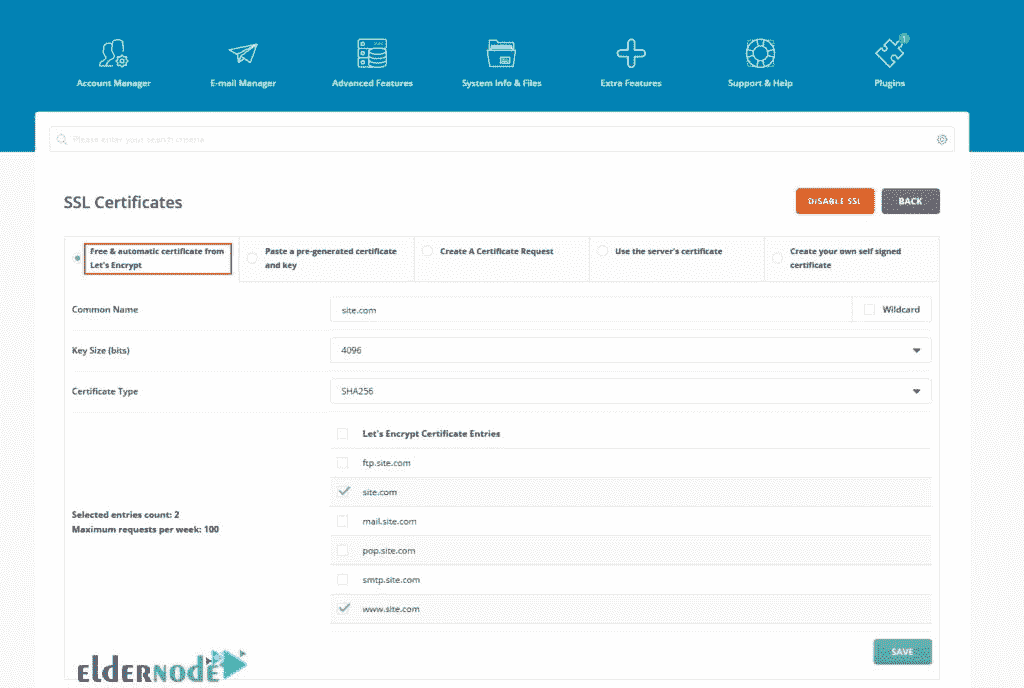 1
Account Manager
E-mail Manager
Advanced Features
System Info & Files
Extra Features
Support & Help
Plugins
Please enter your search criteria
SSL Certificates
DISABLE SSL
BACK
Free & automatic certificate from
Let's Encrypt
Paste a pre-generated certificate
and key
Create A Certificate Request
Use the server's certificate
Create your own self signed
certificate
Common Name
site.com
Wildcard
Key Size (bits)
4096
Certificate Type
SHA256
Let's Encrypt Certificate Entries
ftp.site.com
site.com
mail.site.com
pop.site.com
smtp.site.com
www.site.com
Selected entries count: 2
Maximum requests per week: 100
SAVE
ELDERNODE